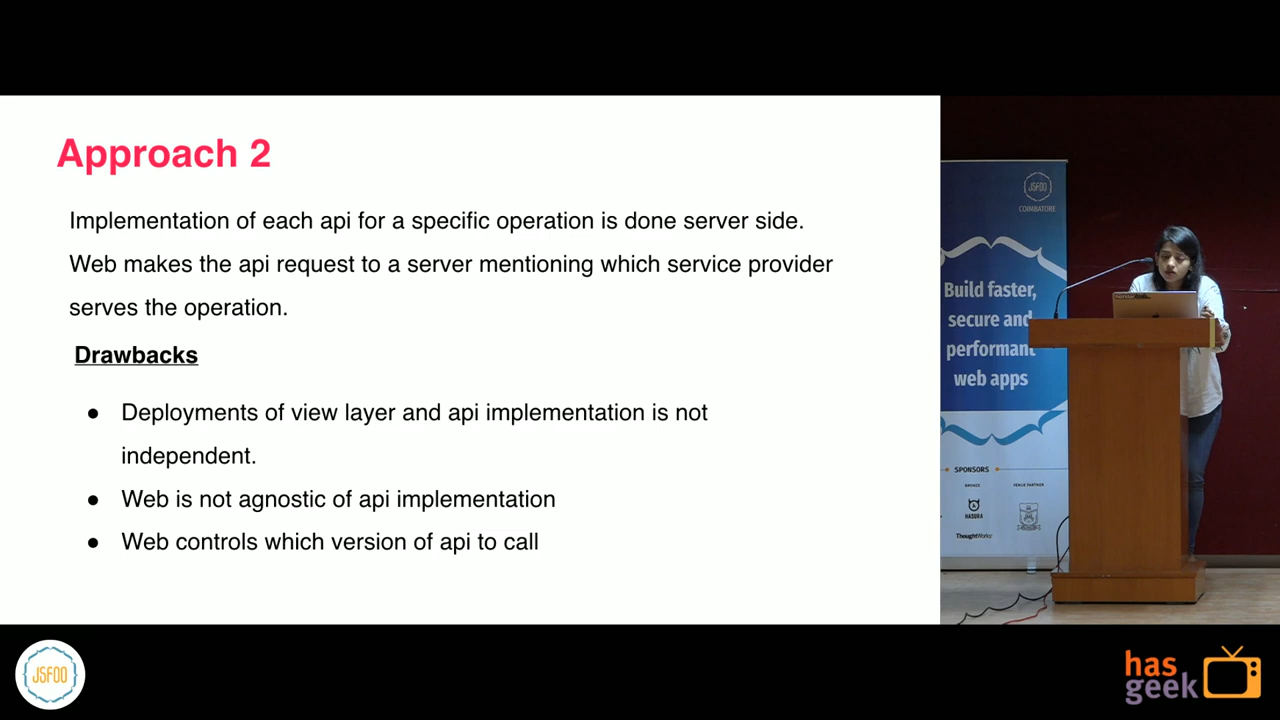 Approach 2
Implementation of each api for a specific operation is done server side.
Web makes the api request to a server mentioning which service provider
serves the operation.
Drawbacks
Deployments of view layer and api implementation is not
independent.
Web is not agnostic of api implementation
Web controls which version of api to call
JSFOO
COIMBATORE
Build faster,
secure and
performant
web apps
SPONSORS
BRONZE
VENUE PARTNER
HASURA
ThoughtWorks
JSFOO
has
geek